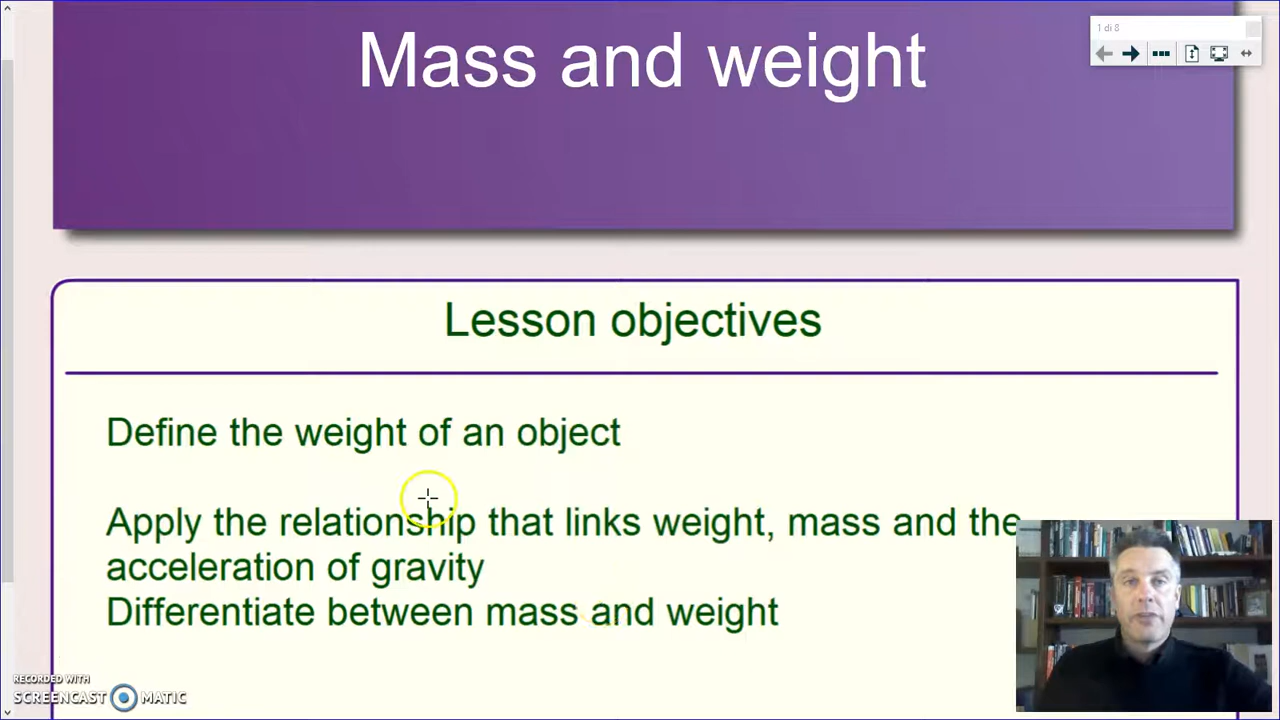 1 di 8
Mass and weight
Lesson objectives
Define the weight of an object
Apply the relationship that links weight, mass and the
acceleration of gravity
Differentiate between mass and weight
RECORDED WITH
SCREENCAST MATIC